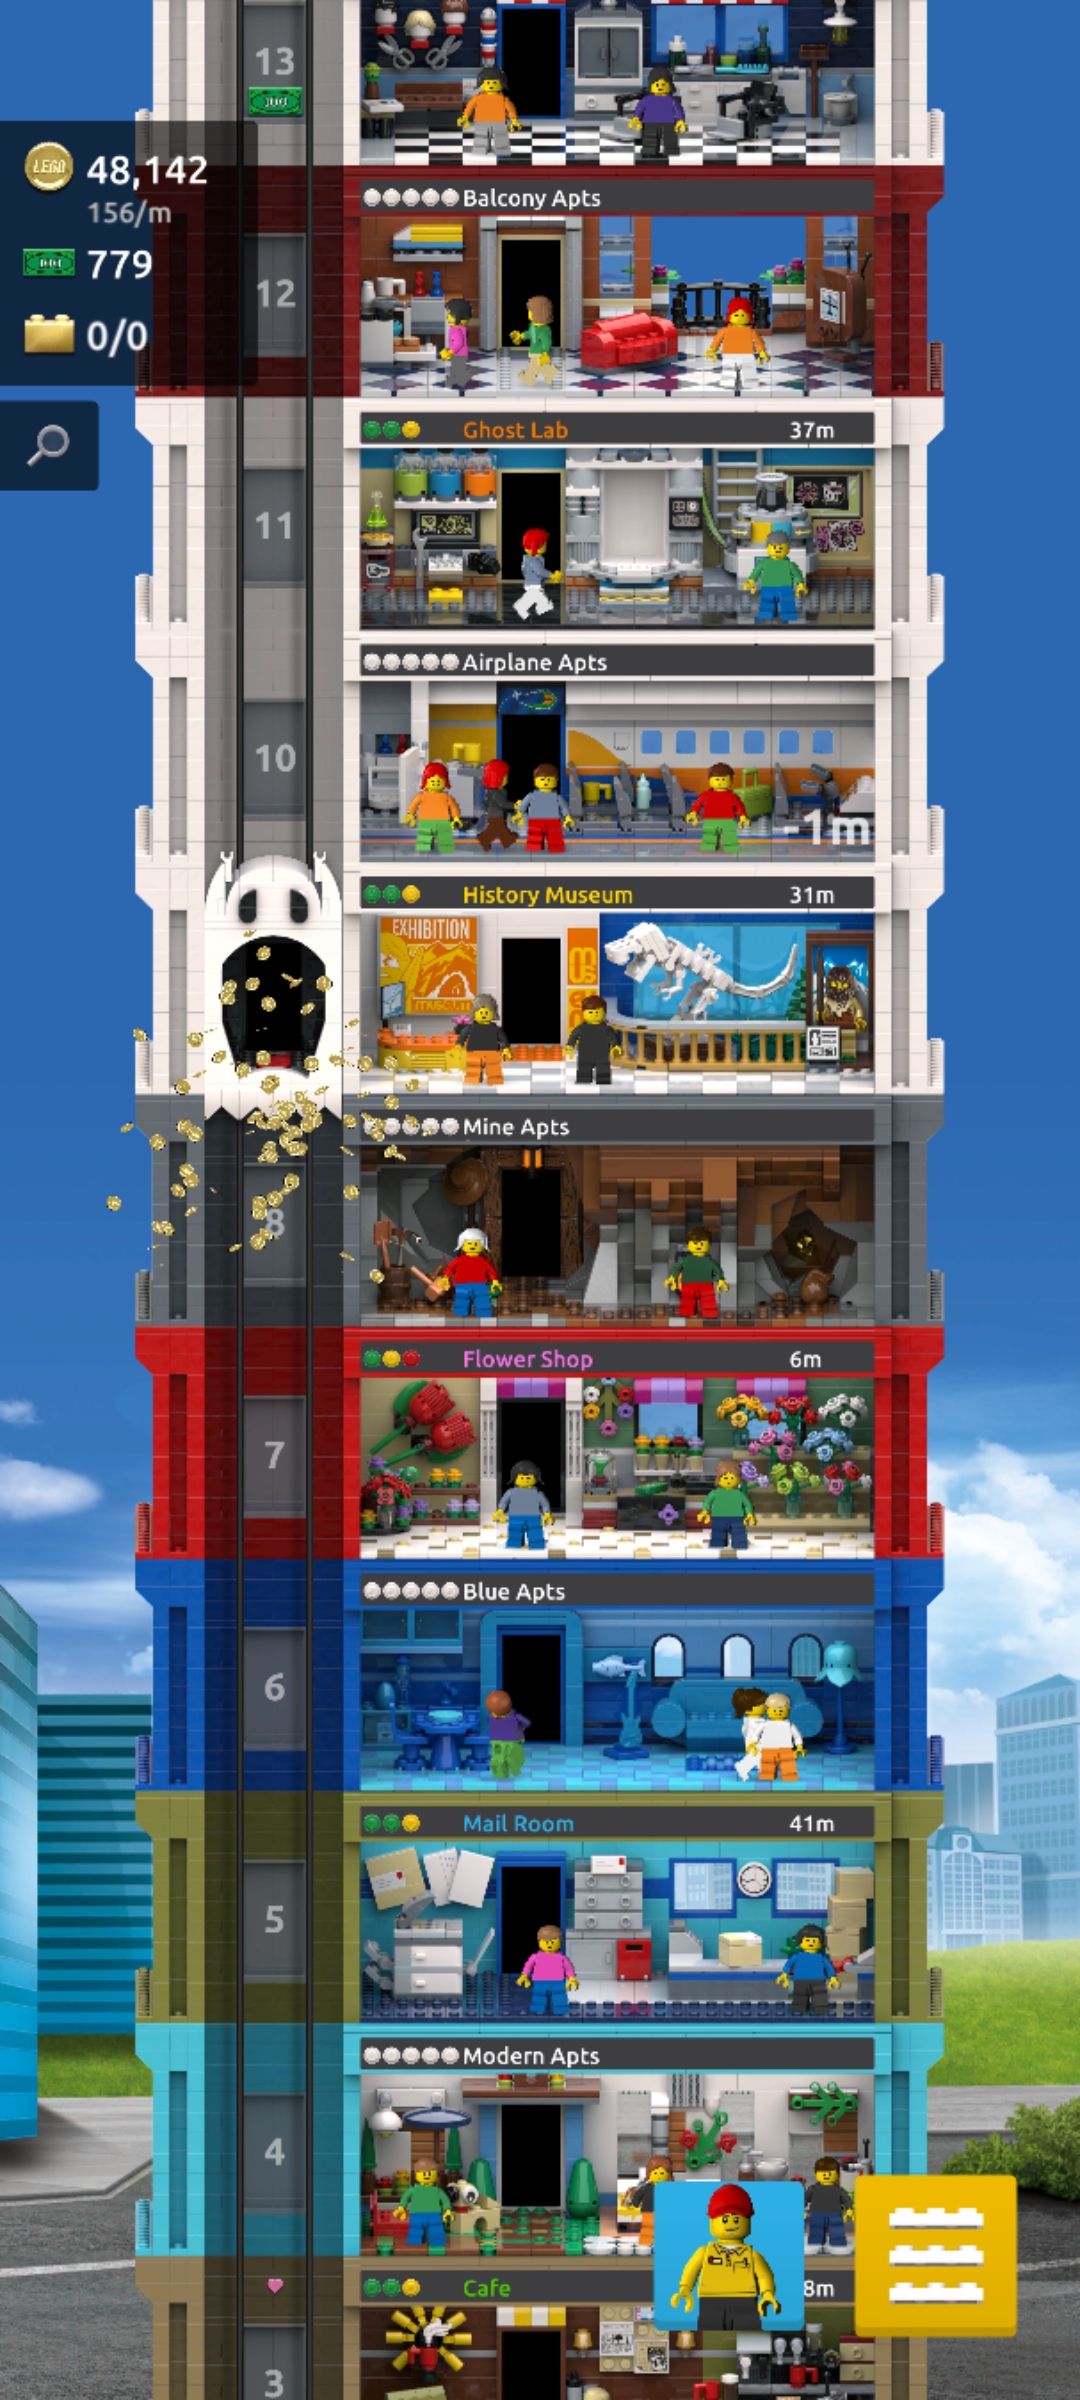 13
LEGO 48,142
156/m
779
0/0
Balcony Apts
12
Ghost Lab 37m
11
Airplane Apts
10
-1m
History Museum 31m
EXHIBITION
museum
Mine Apts
8
Flower Shop 6m
7
Blue Apts
6
Mail Room 41m
5
Modern Apts
4
Cafe 8m
3